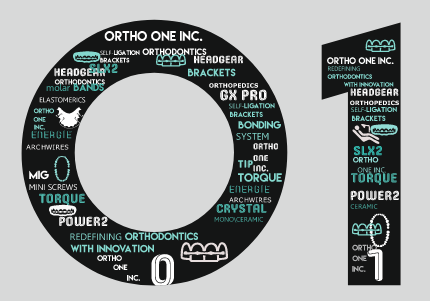 ORTHO ONE INC.
SELF-LIGATION ORTHODONTICS
BRACKETS
HEADGEAR
HEADGEAR
SLX2
BRACKETS
ORTHODONTICS
molar BANDS
ORTHOPEDICS
GX PRO
ELASTOMERICS
SELF-LIGATION
BRACKETS
ORTHO
ONE
INC.
BONDING
ENERGIE
SYSTEM
ARCHWIRES
ORTHO
ONE
INC.
TIP
MIG
TORQUE
MINI SCREWS
ENERGIE
TORQUE
ARCHWIRES
CRYSTAL
POWER2
MONOCLYSTALLINE
REDEFINING ORTHODONTICS
WITH INNOVATION
ORTHO
ONE
INC.
0
ORTHO ONE INC.
REDEFINING
ORTHODONTICS
WITH INNOVATION
HEADGEAR
ORTHOPEDICS
SELF-LIGATION
BRACKETS
SLX2
ORTHO
ONE INC.
TORQUE
POWER2
CERAMIC
ORTHO
ONE
INC.
1